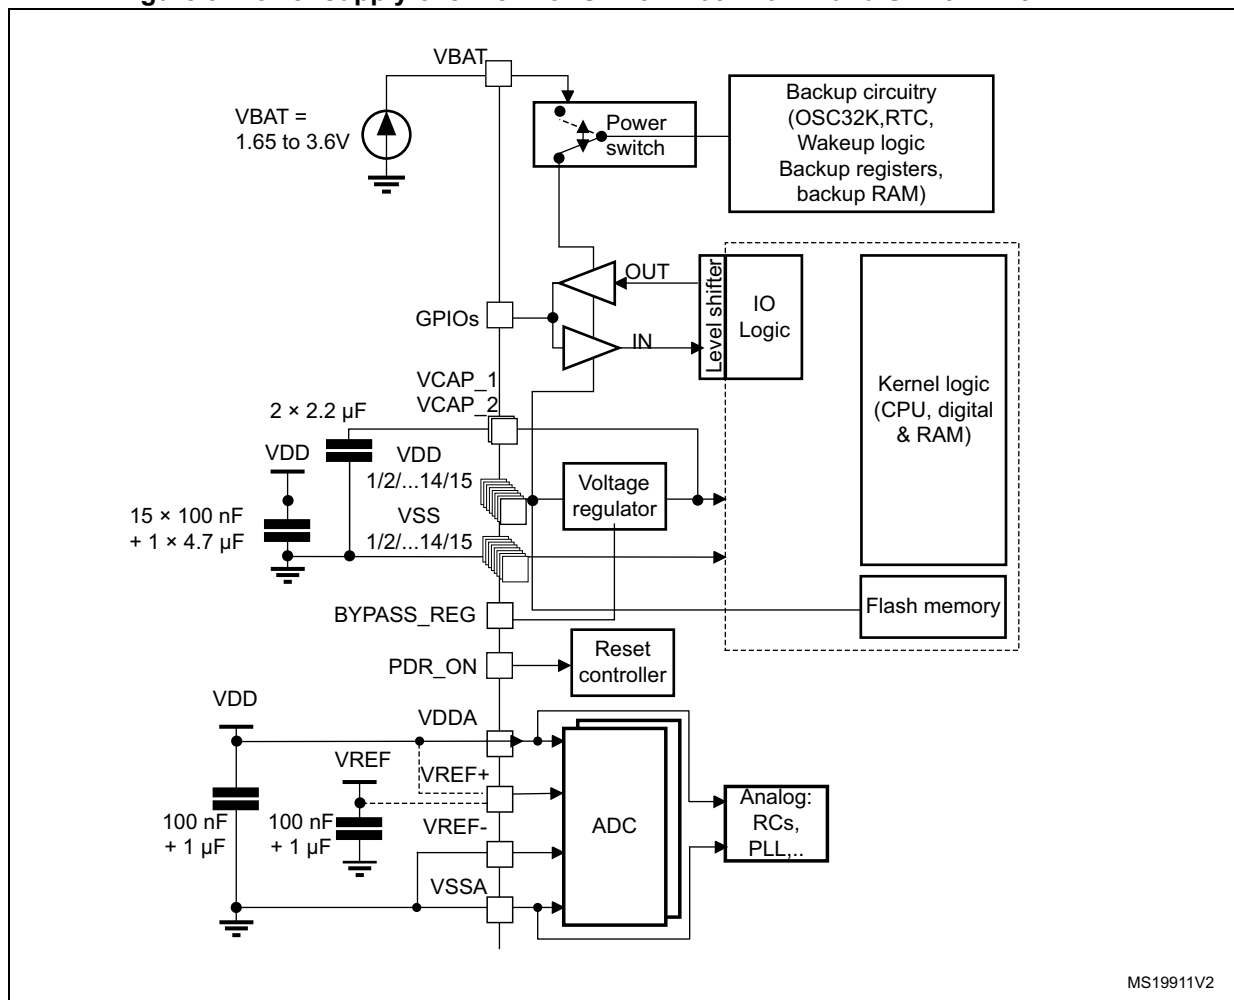 VBAT
VBAT =
1.65 to 3.6V
Power
switch
Backup circuitry
(OSC32K,RTC,
Wakeup logic
Backup registers,
backup RAM)
OUT
GPIOs
IN
Level shifter
IO
Logic
Kernel logic
(CPU, digital
& RAM)
VCAP_1
VCAP_2
2 × 2.2 µF
VDD
VDD
1/2/...14/15
Voltage
regulator
15 × 100 nF
+ 1 × 4.7 µF
VSS
1/2/...14/15
Flash memory
BYPASS_REG
PDR_ON
Reset
controller
VDD
VDDA
VREF
VREF+
100 nF
+ 1 µF
100 nF
+ 1 µF
VREF-
VSSA
ADC
Analog:
RCs,
PLL,..
MS19911V2